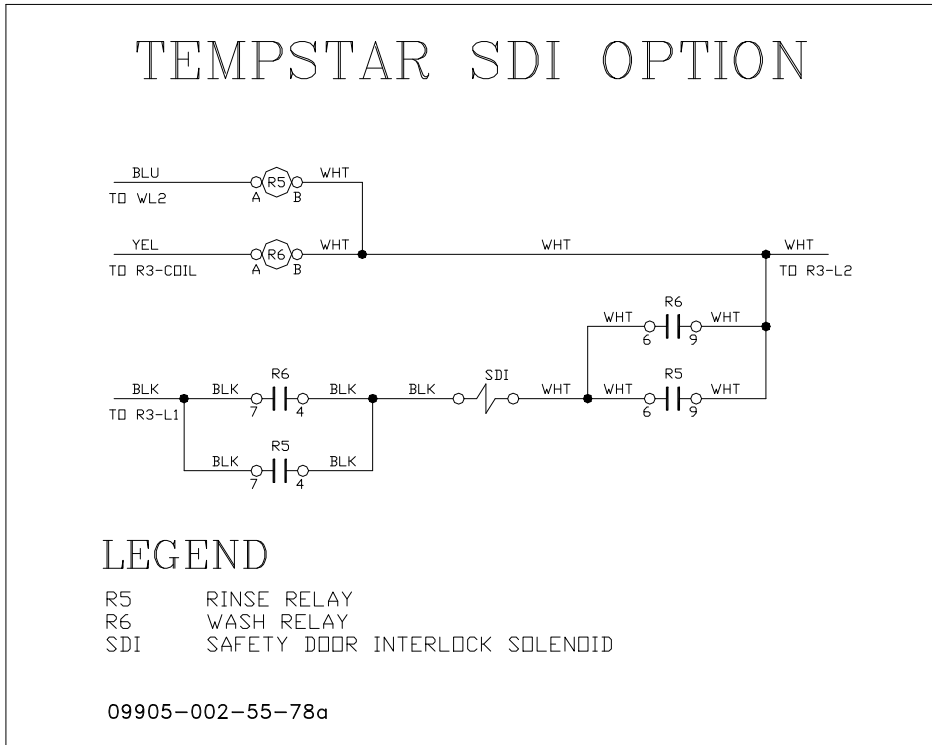 TEMPSTAR SDI OPTION
BLU R5 WHT
TO WL2 A B
YEL R6 WHT WHT WHT
TO R3-COIL A B TO R3-L2
R6
WHT WHT
6 9
R6 SDI R5
BLK BLK BLK BLK WHT WHT WHT
TO R3-L1 7 4 6 9
R5
BLK BLK
7 4
LEGEND
R5 RINSE RELAY
R6 WASH RELAY
SDI SAFETY DOOR INTERLOCK SOLENOID
09905-002-55-78a